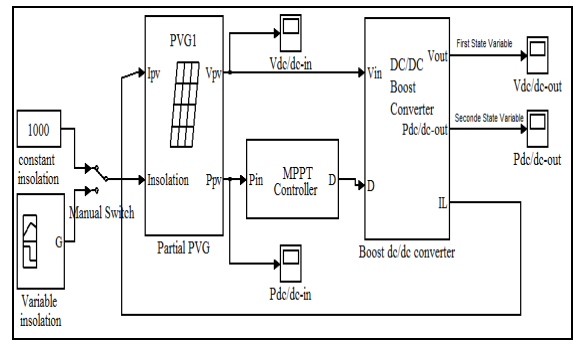 PVG1
Ipv
Vpv
Insolation
Ppv
Partial PVG
1000
constant
insolation
Manual Switch
G
Variable
insolation
Vdc/dc-in
Pin
MPPT
Controller
D
Pdc/dc-in
Vin
DC/DC
Boost
Converter
Vout
Pdc/dc-out
D
IL
Boost dc/dc converter
First State Variable
Vdc/dc-out
Seconde State Variable
Pdc/dc-out